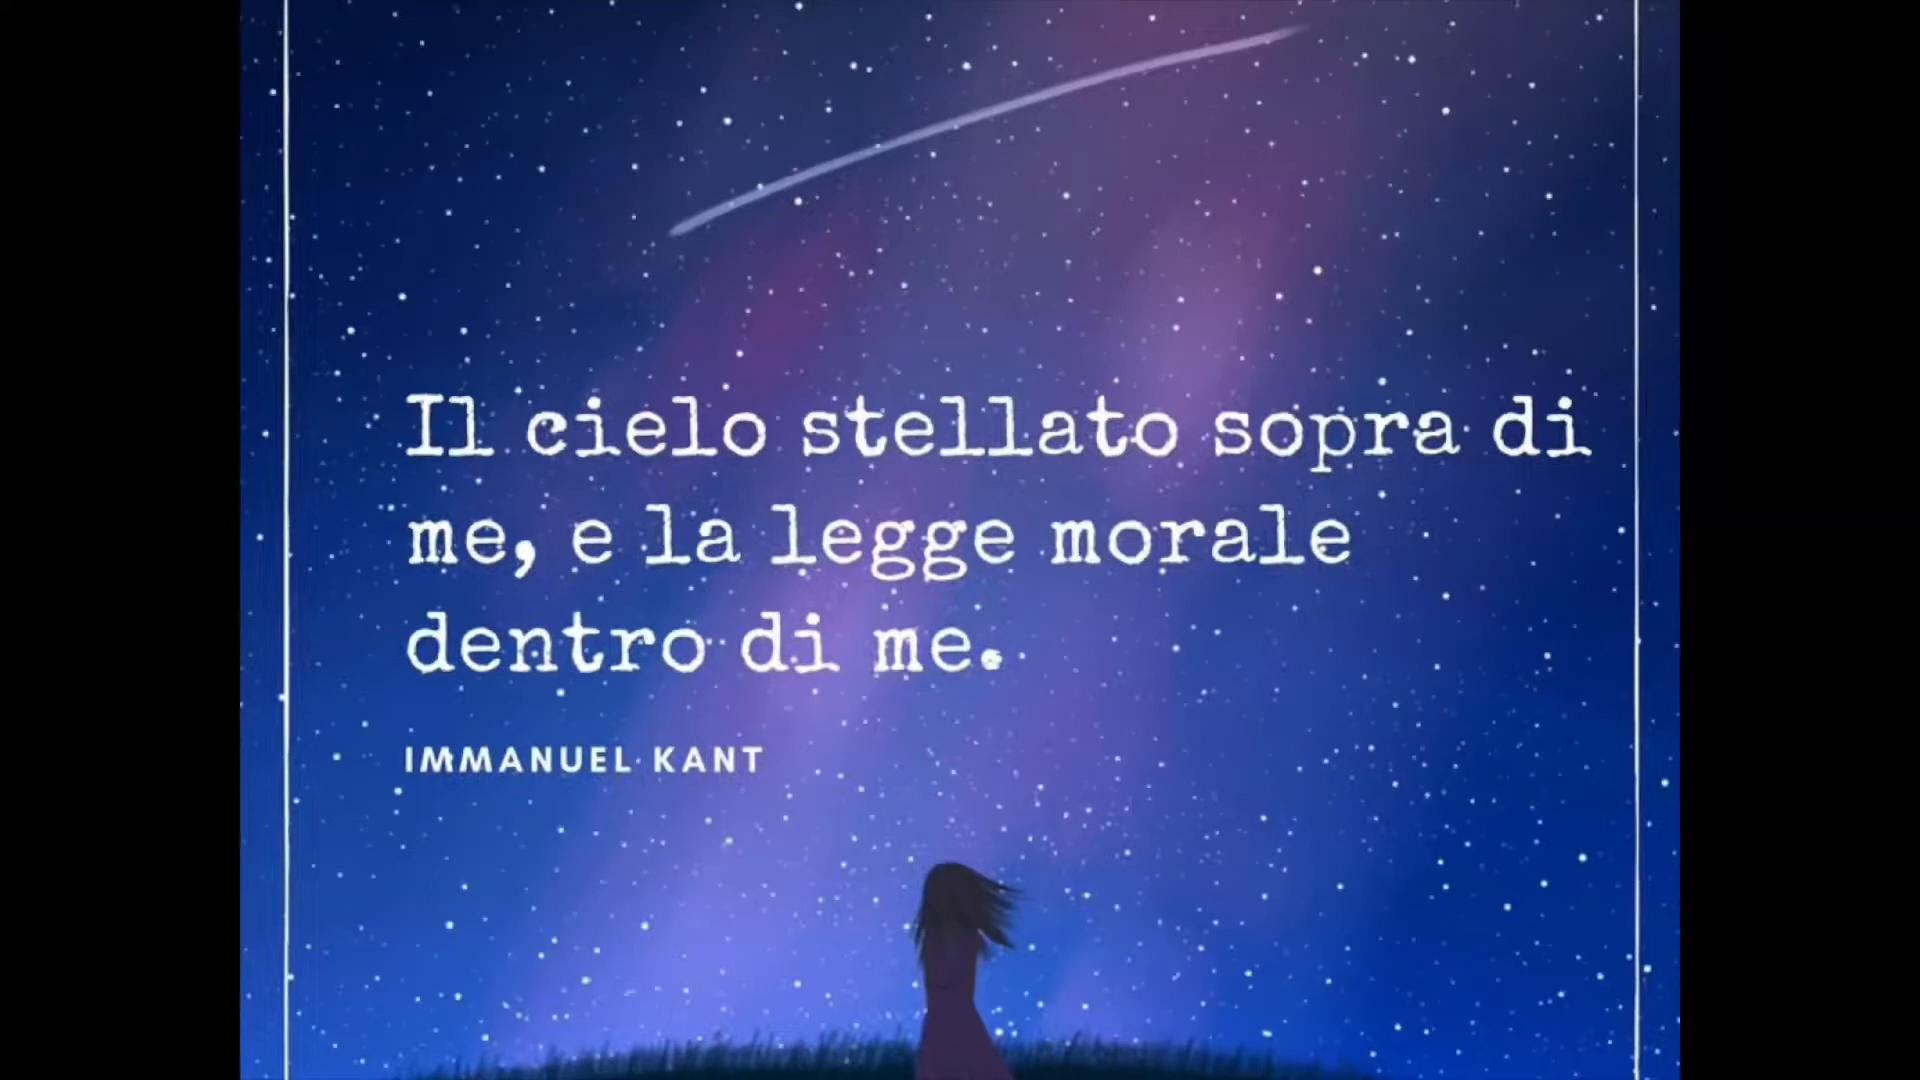 Il cielo stellato sopra di
me, e la legge morale
dentro di me.
IMMANUEL KANT